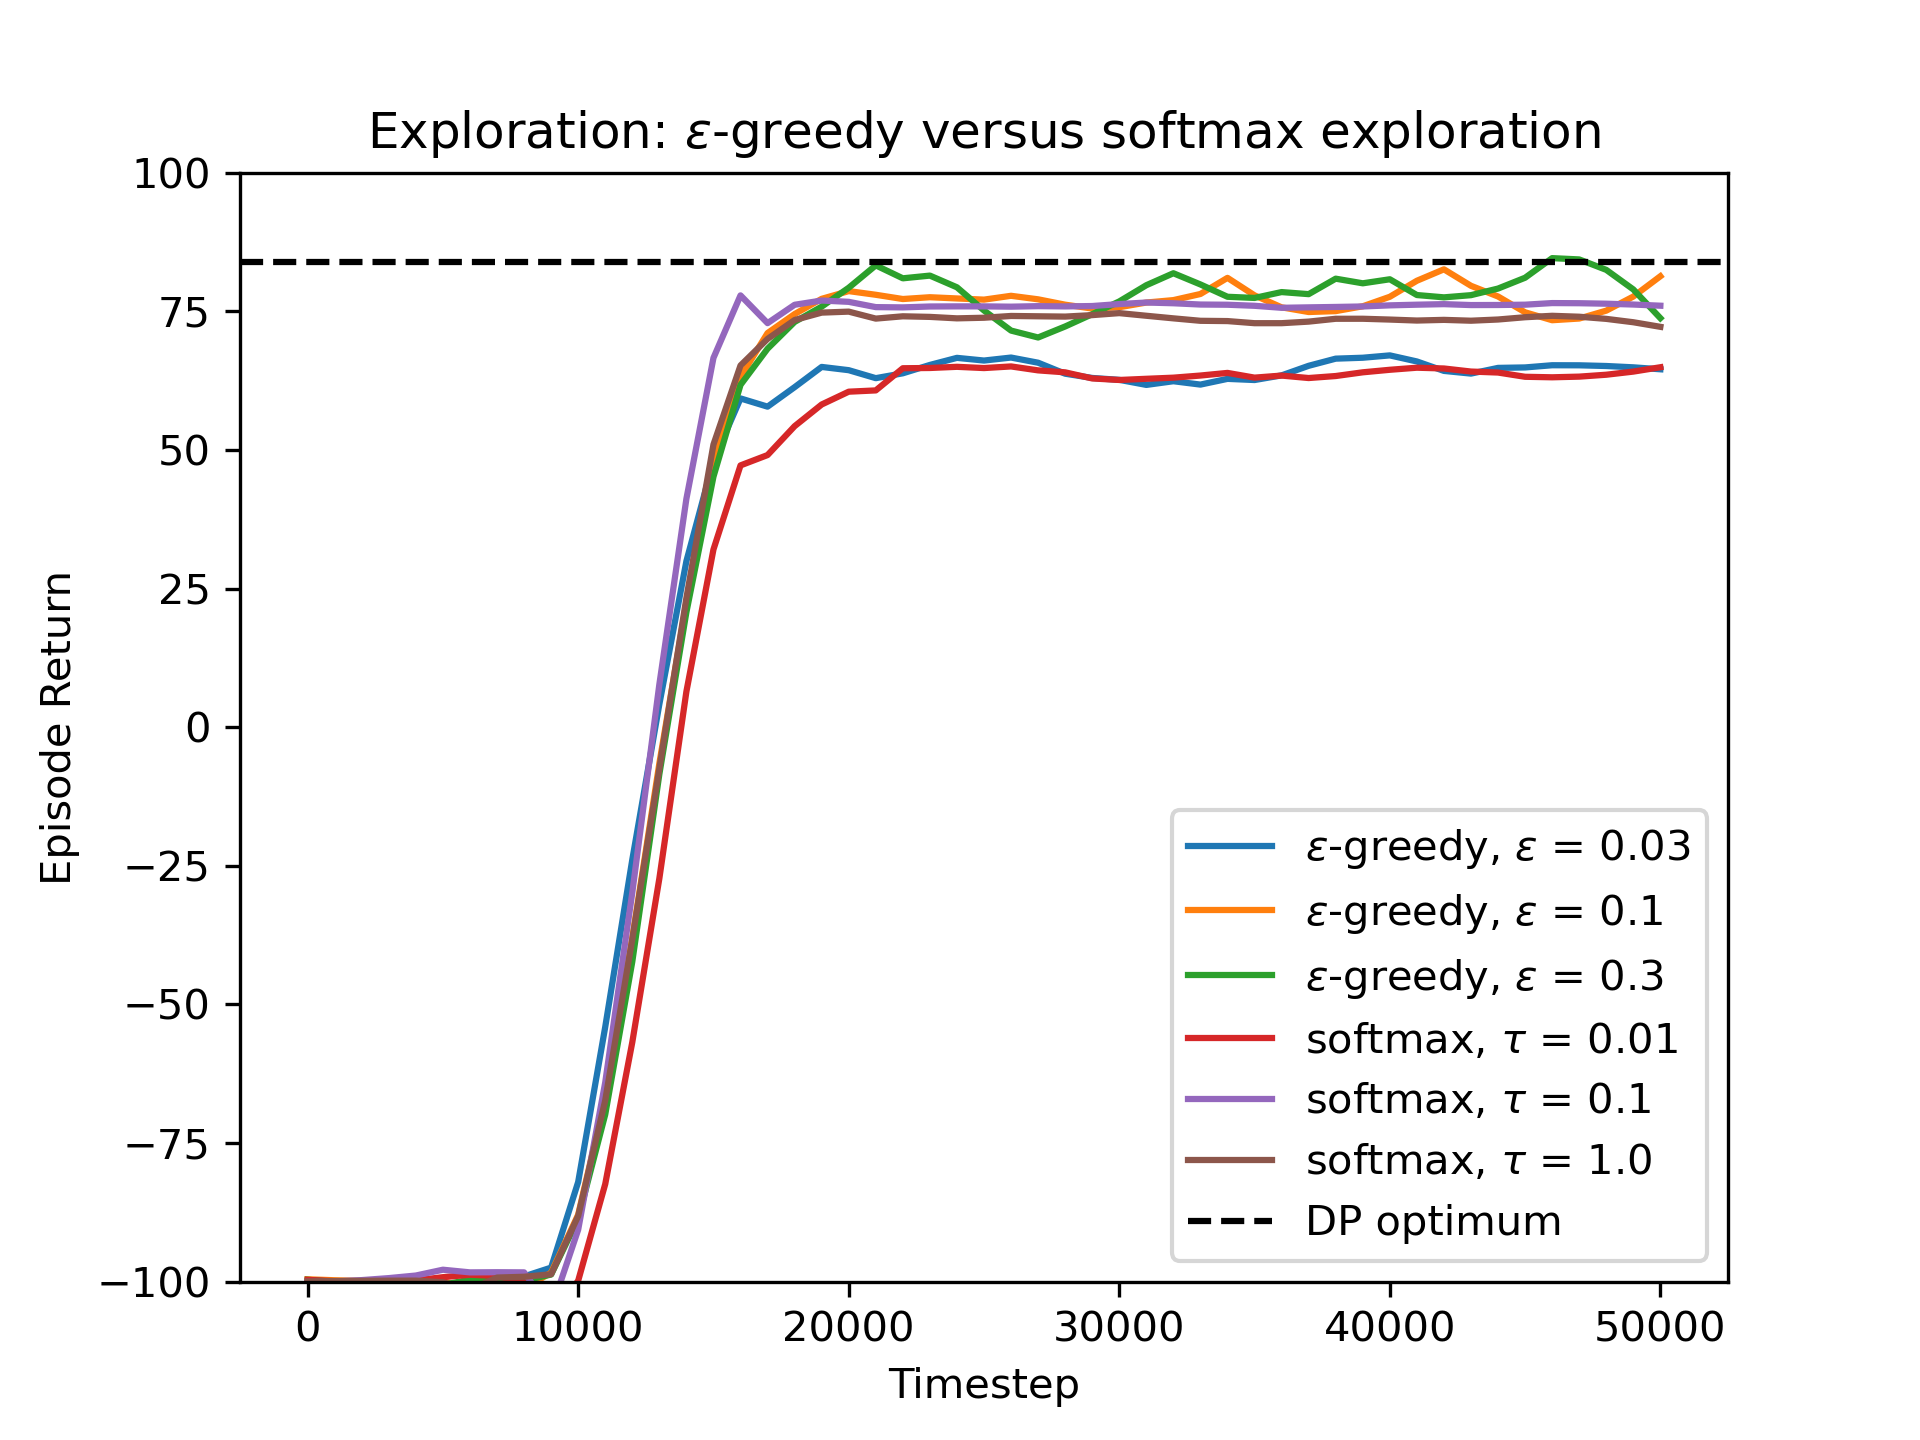 Exploration: ε-greedy versus softmax exploration
100
75
50
25
0
−25
−50
−75
−100
Episode Return
ε-greedy, ε = 0.03
ε-greedy, ε = 0.1
ε-greedy, ε = 0.3
softmax, τ = 0.01
softmax, τ = 0.1
softmax, τ = 1.0
DP optimum
0 10000 20000 30000 40000 50000
Timestep